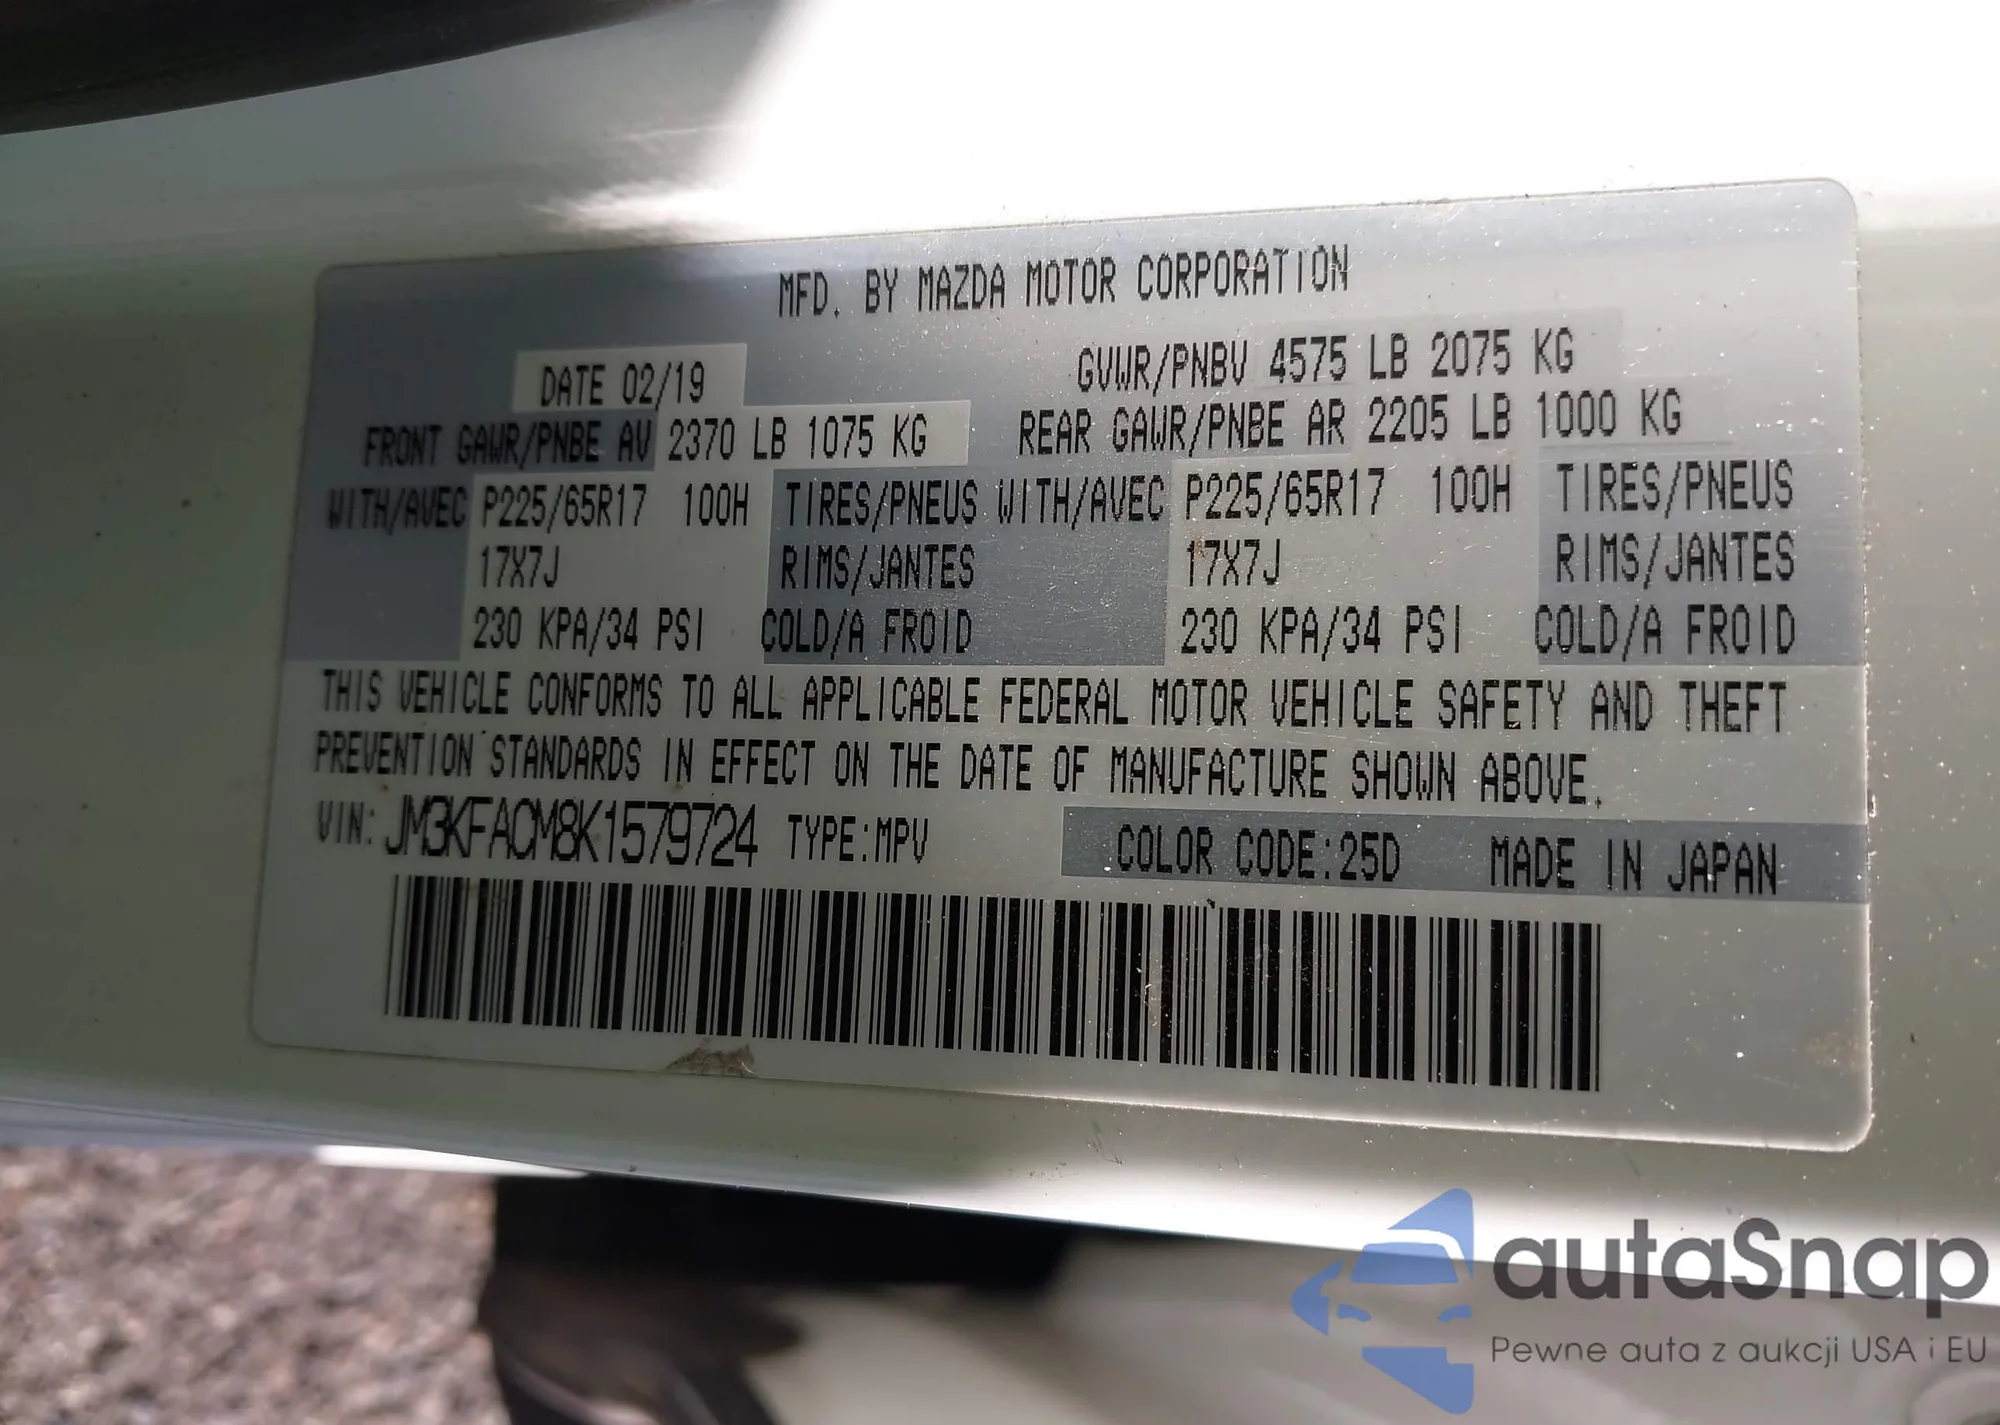 MFD. BY MAZDA MOTOR CORPORATION
DATE 02/19 GVWR/PNBV 4575 LB 2075 KG
FRONT GAWR/PNBE AV 2370 LB 1075 KG REAR GAWR/PNBE AR 2205 LB 1000 KG
WITH/AVEC P225/65R17 100H TIRES/PNEUS WITH/AVEC P225/65R17 100H TIRES/PNEUS
17X7J RIMS/JANTES 17X7J RIMS/JANTES
230 KPA/34 PSI COLD/A FROID 230 KPA/34 PSI COLD/A FROID
THIS VEHICLE CONFORMS TO ALL APPLICABLE FEDERAL MOTOR VEHICLE SAFETY AND THEFT
PREVENTION STANDARDS IN EFFECT ON THE DATE OF MANUFACTURE SHOWN ABOVE.
VIN: JM3KFACM8K1579724 TYPE:MPV COLOR CODE:25D MADE IN JAPAN
autaSnap
Pewne auta z aukcji USA i EU